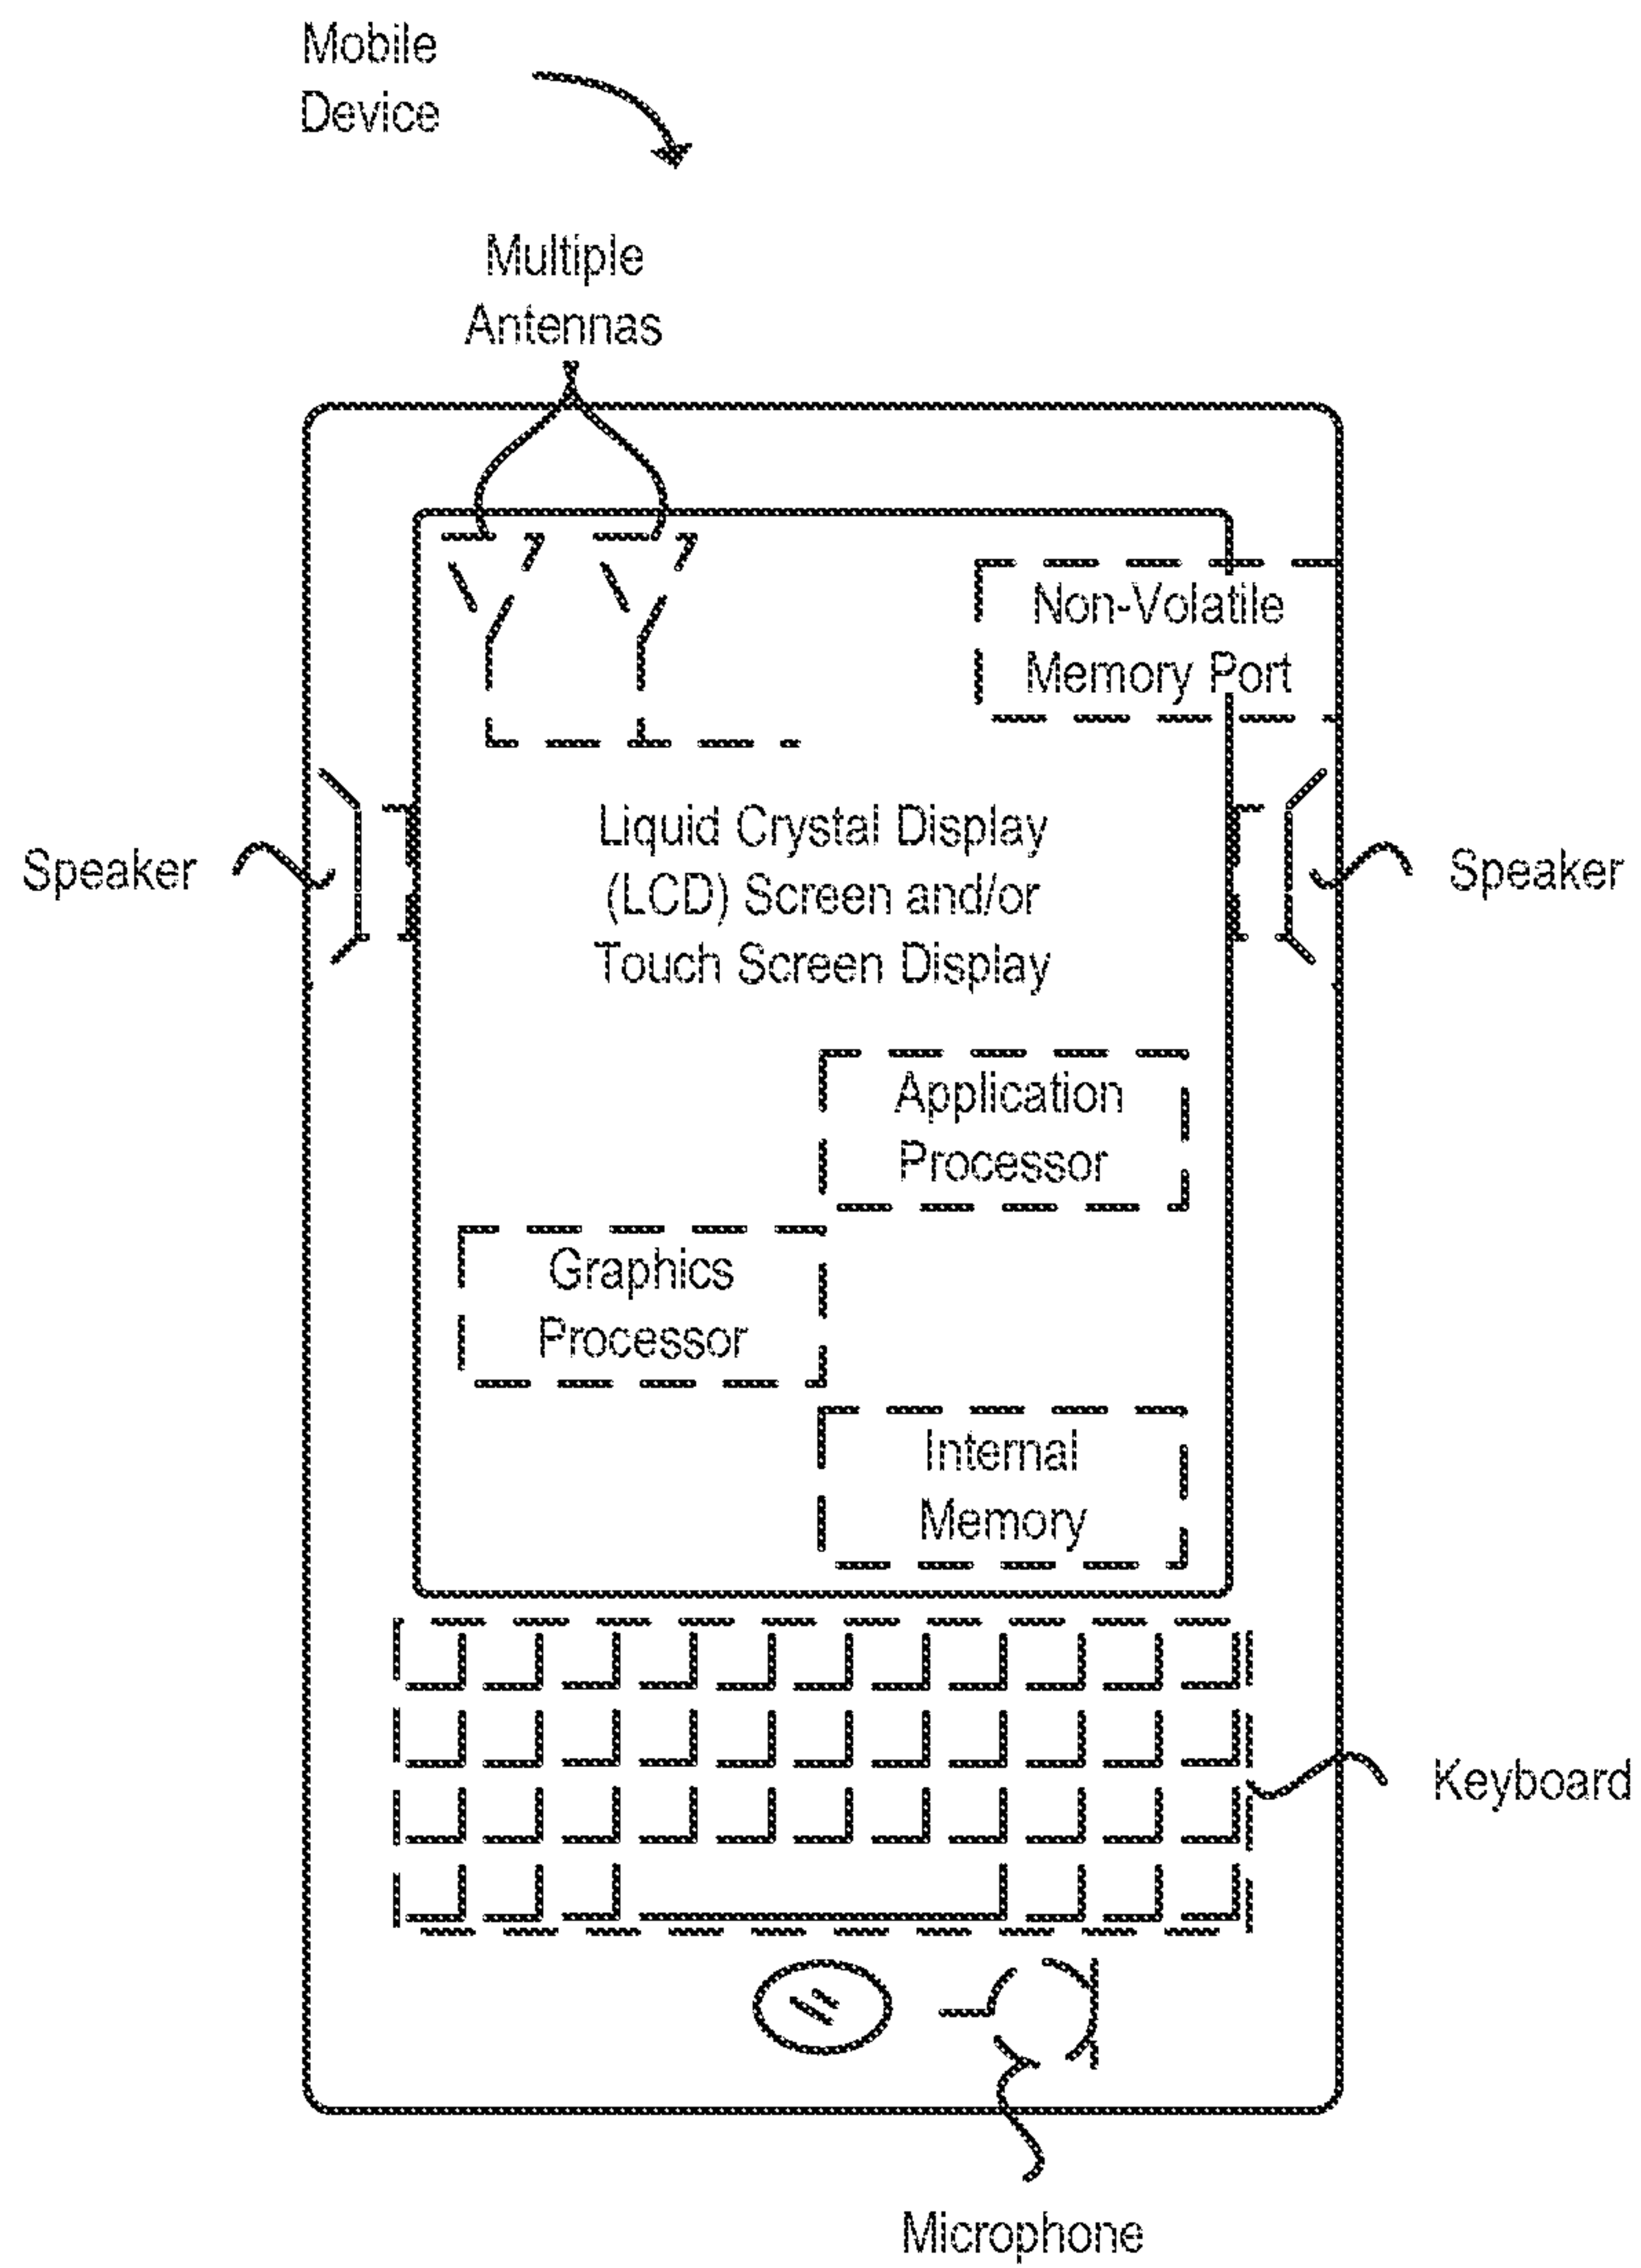 Mobile
Device
Multiple
Antennas
Non-Volatile
Memory Port
Liquid Crystal Display
(LCD) Screen and/or
Touch Screen Display
Speaker
Speaker
Application
Processor
Graphics
Processor
Internal
Memory
Keyboard
Microphone